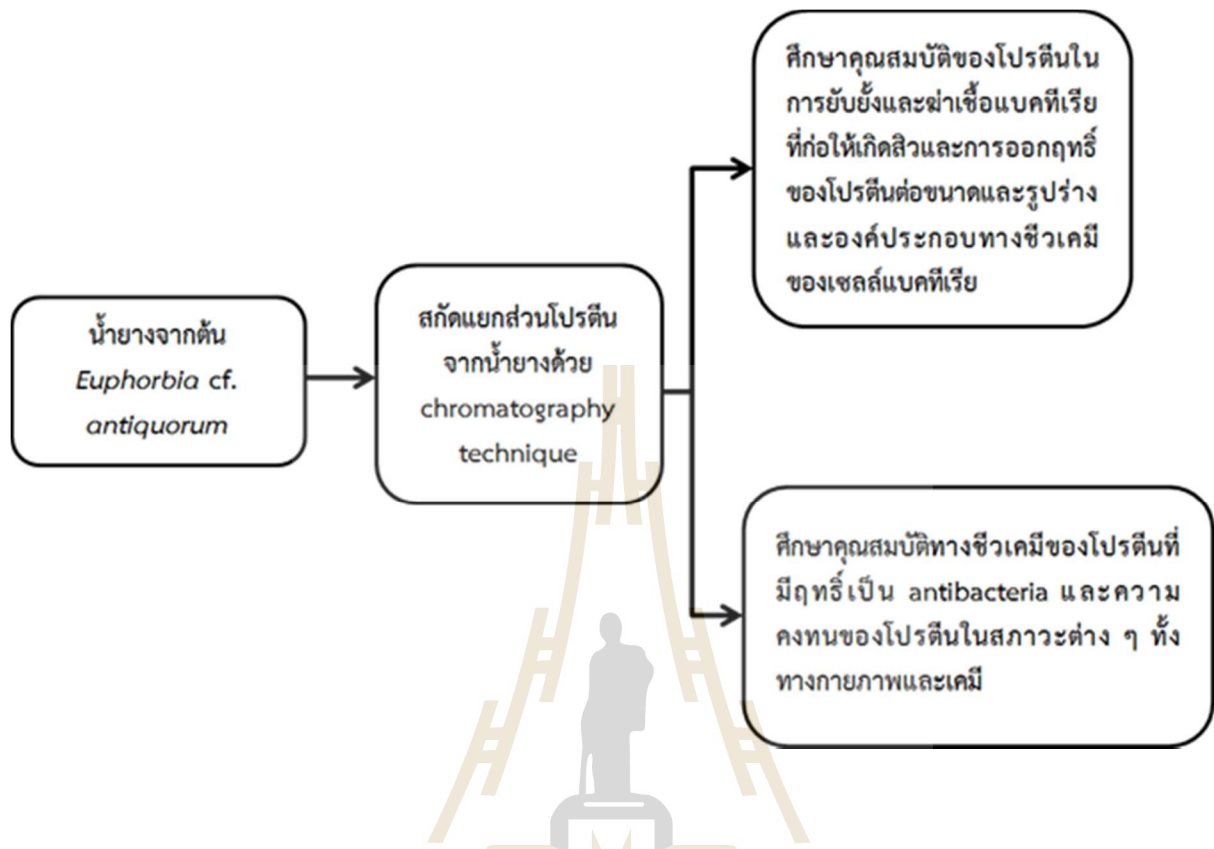 น้ำยางจากต้น
Euphorbia cf.
antiquorum
สกัดแยกส่วนโปรตีน
จากน้ำยางด้วย
chromatography
technique
ศึกษาคุณสมบัติของโปรตีนใน
การยับยั้งและฆ่าเชื้อแบคทีเรีย
ที่ก่อให้เกิดสิวและการออกฤทธิ์
ของโปรตีนต่อขนาดและรูปร่าง
และองค์ประกอบทางชีวเคมี
ของเซลล์แบคทีเรีย
ศึกษาคุณสมบัติทางชีวเคมีของโปรตีนที่
มีฤทธิ์เป็น antibacteria และความ
คงทนของโปรตีนในสภาวะต่าง ๆ ทั้ง
ทางกายภาพและเคมี